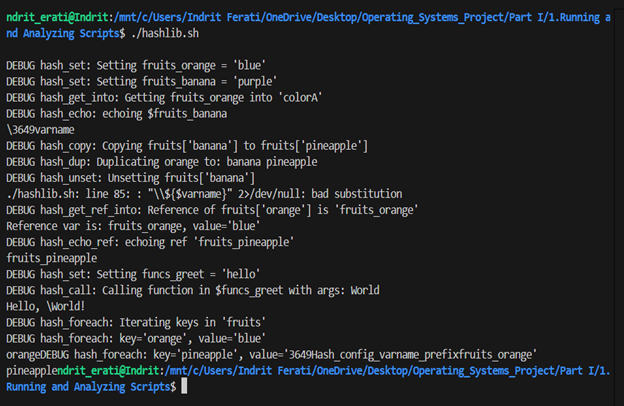 ndrit_erati@Indrit:/mnt/c/Users/Indrit Ferati/OneDrive/Desktop/Operating_Systems_Project/Part I/1.Running a
nd Analyzing Scripts$ ./hashlib.sh
DEBUG hash_set: Setting fruits_orange = 'blue'
DEBUG hash_set: Setting fruits_banana = 'purple'
DEBUG hash_get_into: Getting fruits_orange into 'colorA'
DEBUG hash_echo: echoing $fruits_banana
\3649varname
DEBUG hash_copy: Copying fruits['banana'] to fruits['pineapple']
DEBUG hash_dup: Duplicating orange to: banana pineapple
DEBUG hash_unset: Unsetting fruits['banana']
./hashlib.sh: line 85: : "\\${$varname}" 2>/dev/null: bad substitution
DEBUG hash_get_ref_into: Reference of fruits['orange'] is 'fruits_orange'
Reference var is: fruits_orange, value='blue'
DEBUG hash_echo_ref: echoing ref 'fruits_pineapple'
fruits_pineapple
DEBUG hash_set: Setting funcs_greet = 'hello'
DEBUG hash_call: Calling function in $funcs_greet with args: World
Hello, \World!
DEBUG hash_foreach: Iterating keys in 'fruits'
DEBUG hash_foreach: key='orange', value='blue'
orangeDEBUG hash_foreach: key='pineapple', value='3649Hash_config_varname_prefixfruits_orange'
pineapplendrit_erati@Indrit:/mnt/c/Users/Indrit Ferati/OneDrive/Desktop/Operating_Systems_Project/Part I/1.
Running and Analyzing Scripts$